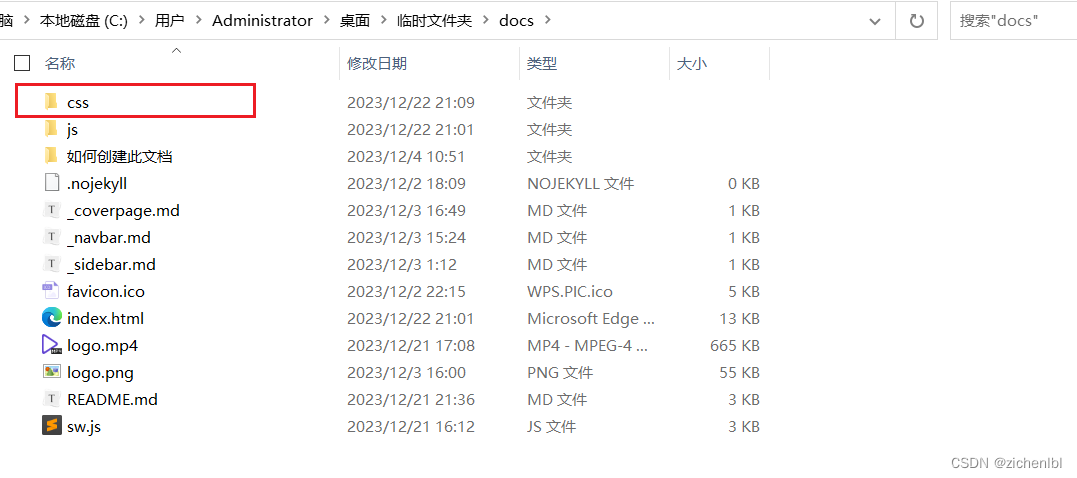 脑 > 本地磁盘 (C:) > 用户 > Administrator > 桌面 > 临时文件夹 > docs > 搜索"docs"
名称 修改日期 类型 大小
css 2023/12/22 21:09 文件夹
js 2023/12/22 21:01 文件夹
如何创建此文档 2023/12/4 10:51 文件夹
.nojekyll 2023/12/2 18:09 NOJEKYLL 文件 0 KB
_coverpage.md 2023/12/3 16:49 MD 文件 1 KB
_navbar.md 2023/12/3 15:24 MD 文件 1 KB
_sidebar.md 2023/12/3 1:12 MD 文件 1 KB
favicon.ico 2023/12/2 22:15 WPS.PIC.ico 5 KB
index.html 2023/12/22 21:01 Microsoft Edge ... 13 KB
logo.mp4 2023/12/21 17:08 MP4 - MPEG-4 ... 665 KB
logo.png 2023/12/3 16:00 PNG 文件 55 KB
README.md 2023/12/21 21:36 MD 文件 3 KB
sw.js 2023/12/21 16:12 JS 文件 3 KB
CSDN @zichenlbl